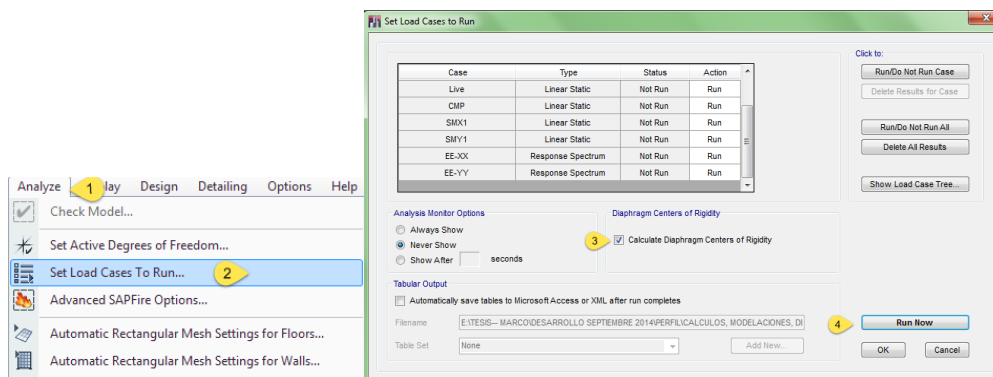 Set Load Cases to Run
Click to:
Case Type Status Action
Live Linear Static Not Run Run
CMP Linear Static Not Run Run
SMX1 Linear Static Not Run Run
SMY1 Linear Static Not Run Run
EE-XX Response Spectrum Not Run Run
EE-YY Response Spectrum Not Run Run
Run/Do Not Run Case
Delete Results for Case
Run/Do Not Run All
Delete All Results
Show Load Case Tree...
Analysis Monitor Options
Always Show
Never Show
Show After seconds
Diaphragm Centers of Rigidity
3 Calculate Diaphragm Centers of Rigidity
Tabular Output
Automatically save tables to Microsoft Access or XML after run completes
Filename E:\TESIS-- MARCO\DESARROLLO SEPTIEMBRE 2014\PERFIL\CALCULOS, MODELACIONES, DI
Table Set None Add New...
4 Run Now
OK Cancel
Analyze 1 lay Design Detailing Options Help
Check Model...
Set Active Degrees of Freedom...
Set Load Cases To Run... 2
Advanced SAPFire Options...
Automatic Rectangular Mesh Settings for Floors...
Automatic Rectangular Mesh Settings for Walls...